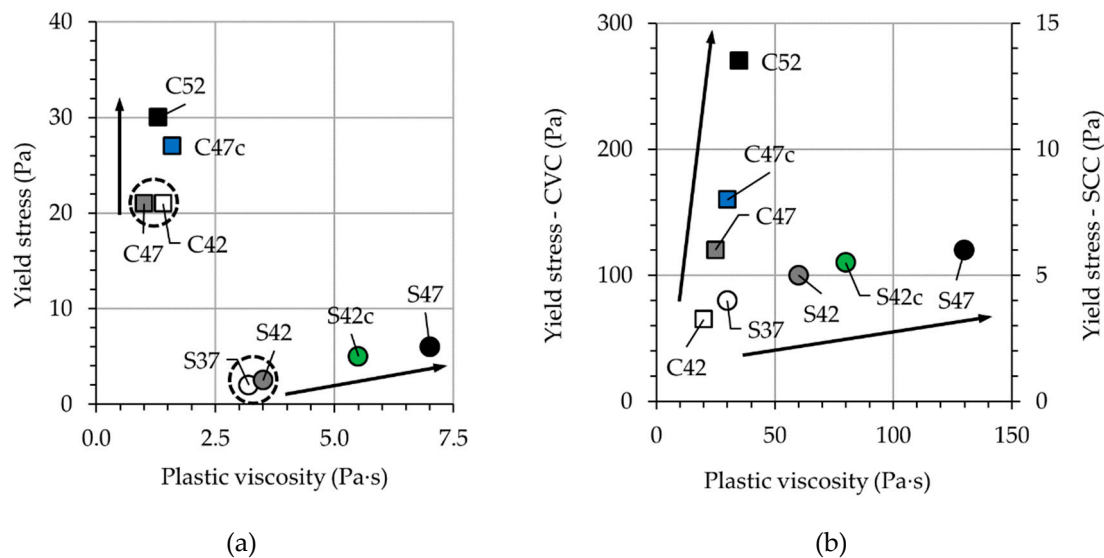 40
30
20
10
0
0.0
2.5
5.0
7.5
Yield stress (Pa)
Plastic viscosity (Pa·s)
C52
C47c
C47
C42
S37
S42
S42c
S47
(a)
300
200
100
0
0
50
100
150
15
10
5
0
Yield stress - CVC (Pa)
Yield stress - SCC (Pa)
Plastic viscosity (Pa·s)
C52
C47c
C47
C42
S37
S42
S42c
S47
(b)